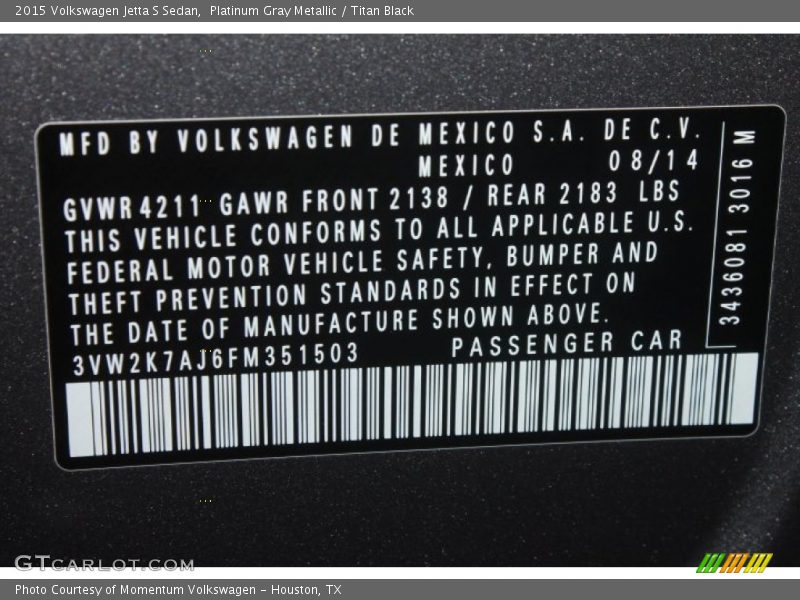 2015 Volkswagen Jetta S Sedan,  Platinum Gray Metallic / Titan Black
MFD BY VOLKSWAGEN DE MEXICO S.A. DE C.V.
MEXICO 08/14
GVWR 4211 GAWR FRONT 2138 / REAR 2183 LBS
THIS VEHICLE CONFORMS TO ALL APPLICABLE U.S.
FEDERAL MOTOR VEHICLE SAFETY, BUMPER AND
THEFT PREVENTION STANDARDS IN EFFECT ON
THE DATE OF MANUFACTURE SHOWN ABOVE.
3VW2K7AJ6FM351503 PASSENGER CAR
3436081 3016 M
GTCARLOT.COM
Photo Courtesy of Momentum Volkswagen - Houston, TX